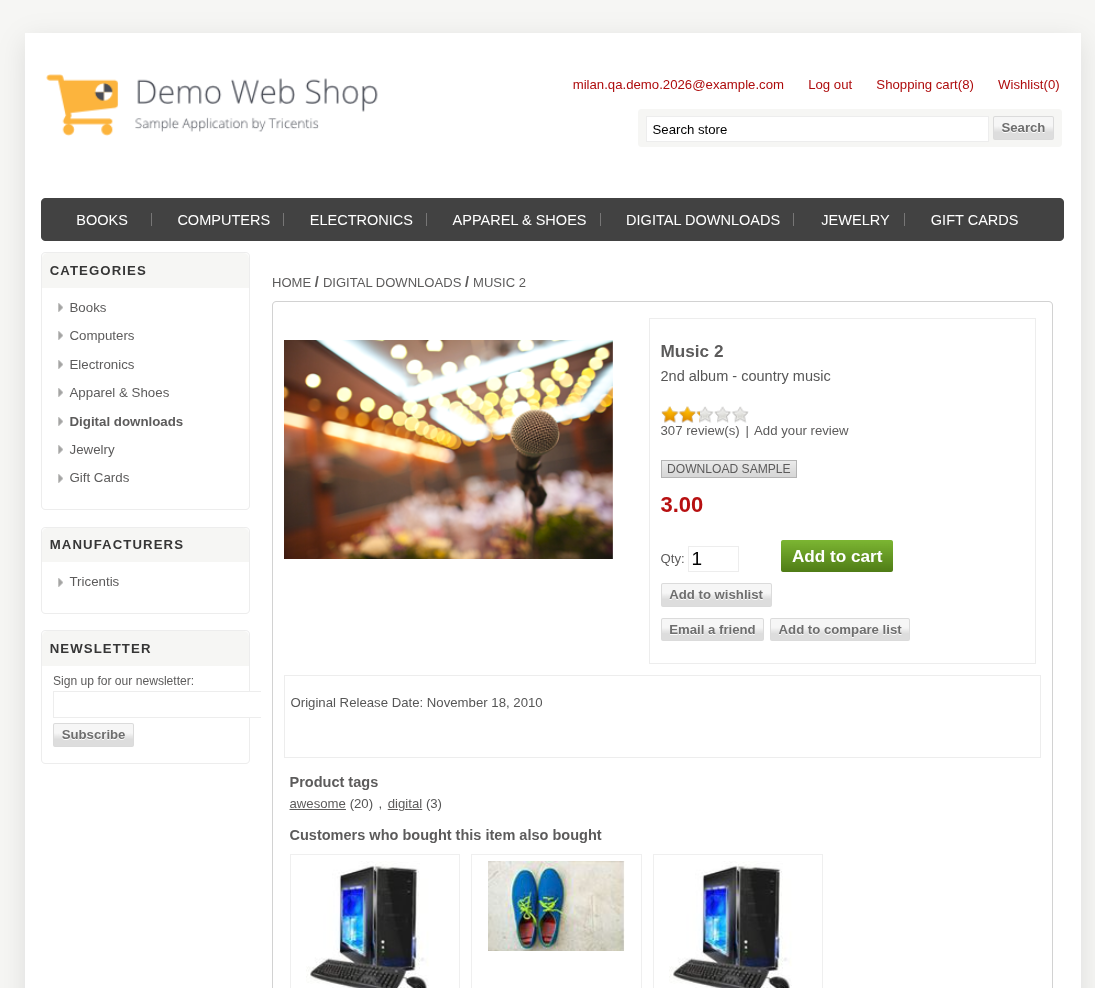 Demo Web Shop
Sample Application by Tricentis
milan.qa.demo.2026@example.com Log out Shopping cart(8) Wishlist(0)
Search store Search
BOOKS COMPUTERS ELECTRONICS APPAREL & SHOES DIGITAL DOWNLOADS JEWELRY GIFT CARDS
CATEGORIES
Books
Computers
Electronics
Apparel & Shoes
Digital downloads
Jewelry
Gift Cards
MANUFACTURERS
Tricentis
NEWSLETTER
Sign up for our newsletter:
Subscribe
HOME / DIGITAL DOWNLOADS / MUSIC 2
Music 2
2nd album - country music
307 review(s) | Add your review
DOWNLOAD SAMPLE
3.00
Qty: 1 Add to cart
Add to wishlist
Email a friend Add to compare list
Original Release Date: November 18, 2010
Product tags
awesome (20) , digital (3)
Customers who bought this item also bought